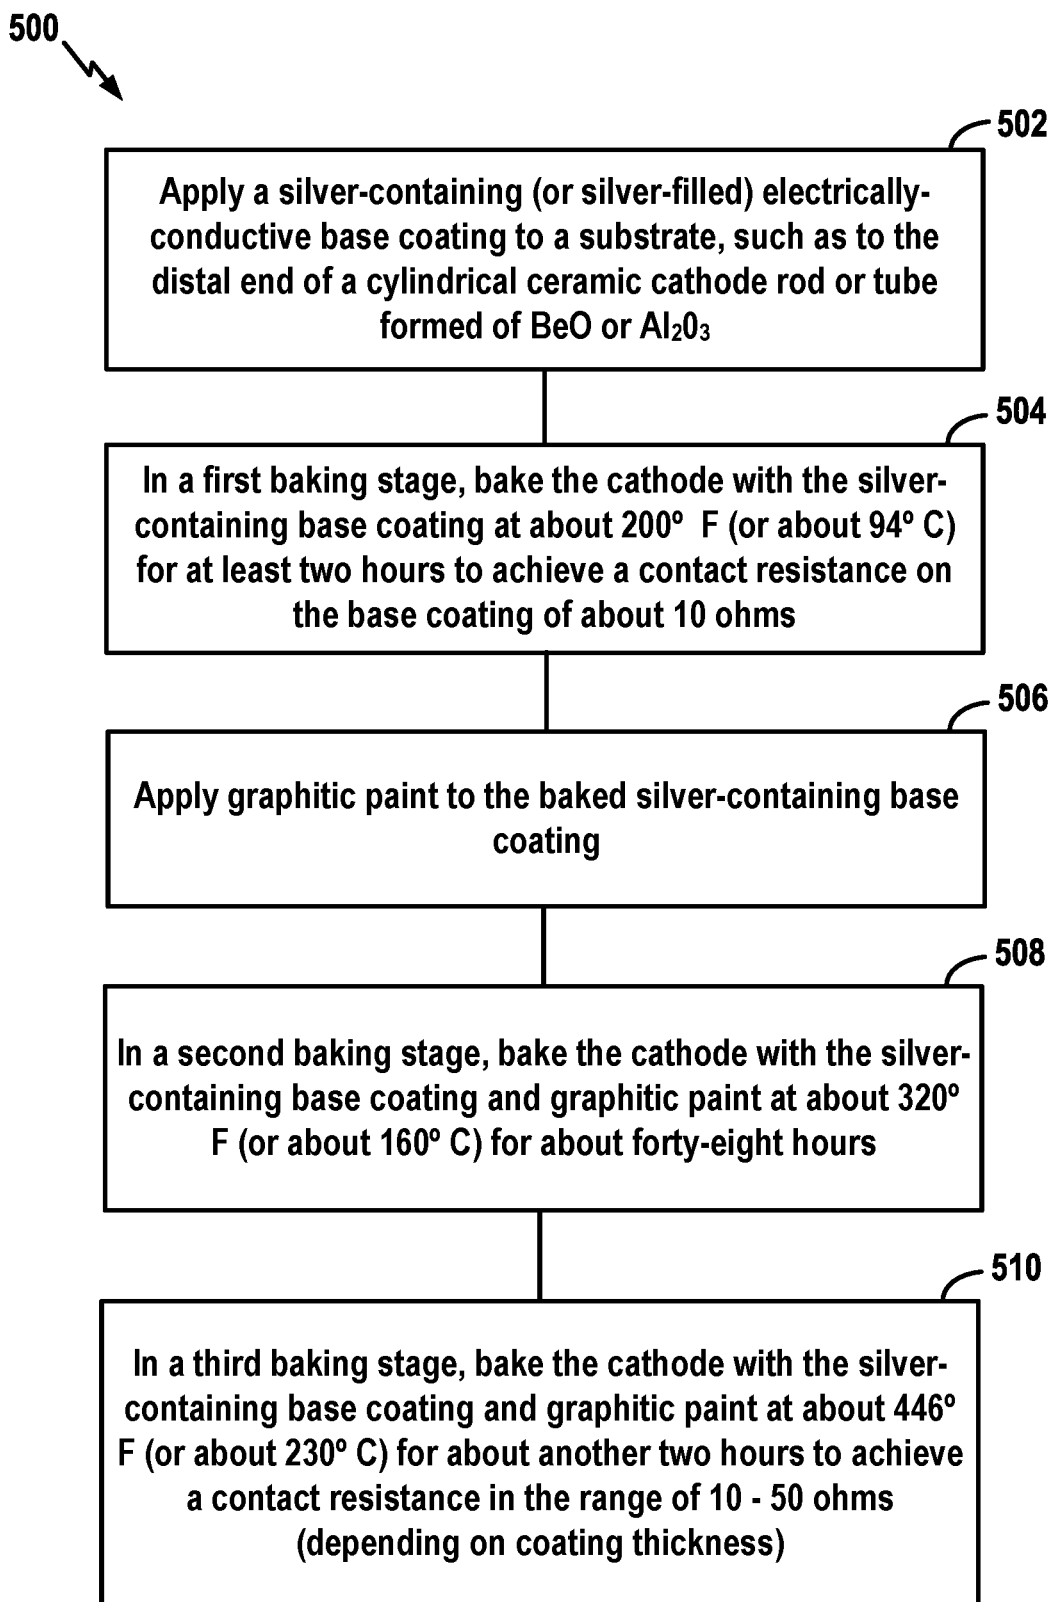 500
502
Apply a silver-containing (or silver-filled) electrically-
conductive base coating to a substrate, such as to the
distal end of a cylindrical ceramic cathode rod or tube
formed of BeO or Al₂0₃
504
In a first baking stage, bake the cathode with the silver-
containing base coating at about 200º F (or about 94º C)
for at least two hours to achieve a contact resistance on
the base coating of about 10 ohms
506
Apply graphitic paint to the baked silver-containing base
coating
508
In a second baking stage, bake the cathode with the silver-
containing base coating and graphitic paint at about 320º
F (or about 160º C) for about forty-eight hours
510
In a third baking stage, bake the cathode with the silver-
containing base coating and graphitic paint at about 446º
F (or about 230º C) for about another two hours to achieve
a contact resistance in the range of 10 - 50 ohms
(depending on coating thickness)